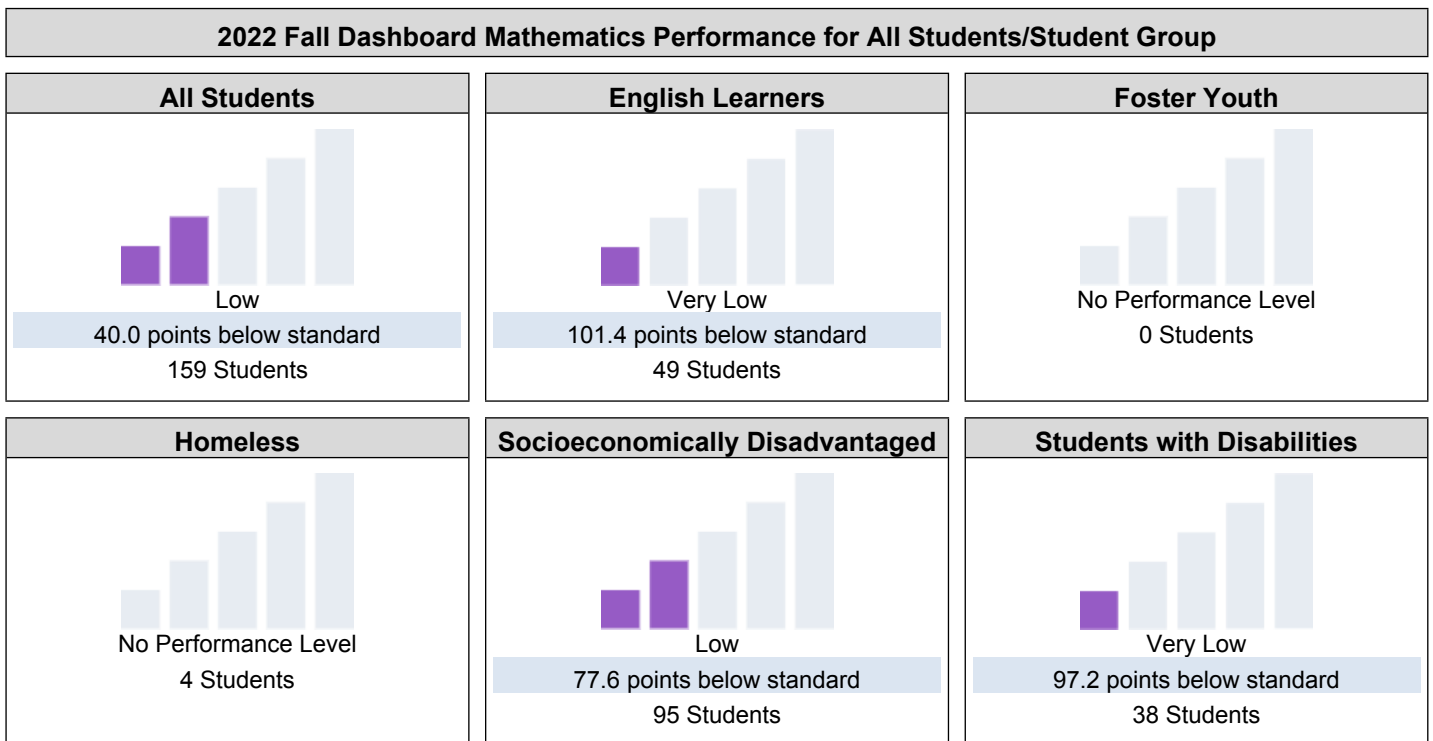 2022 Fall Dashboard Mathematics Performance for All Students/Student Group
All Students
Low
40.0 points below standard
159 Students
English Learners
Very Low
101.4 points below standard
49 Students
Foster Youth
No Performance Level
0 Students
Homeless
No Performance Level
4 Students
Socioeconomically Disadvantaged
Low
77.6 points below standard
95 Students
Students with Disabilities
Very Low
97.2 points below standard
38 Students